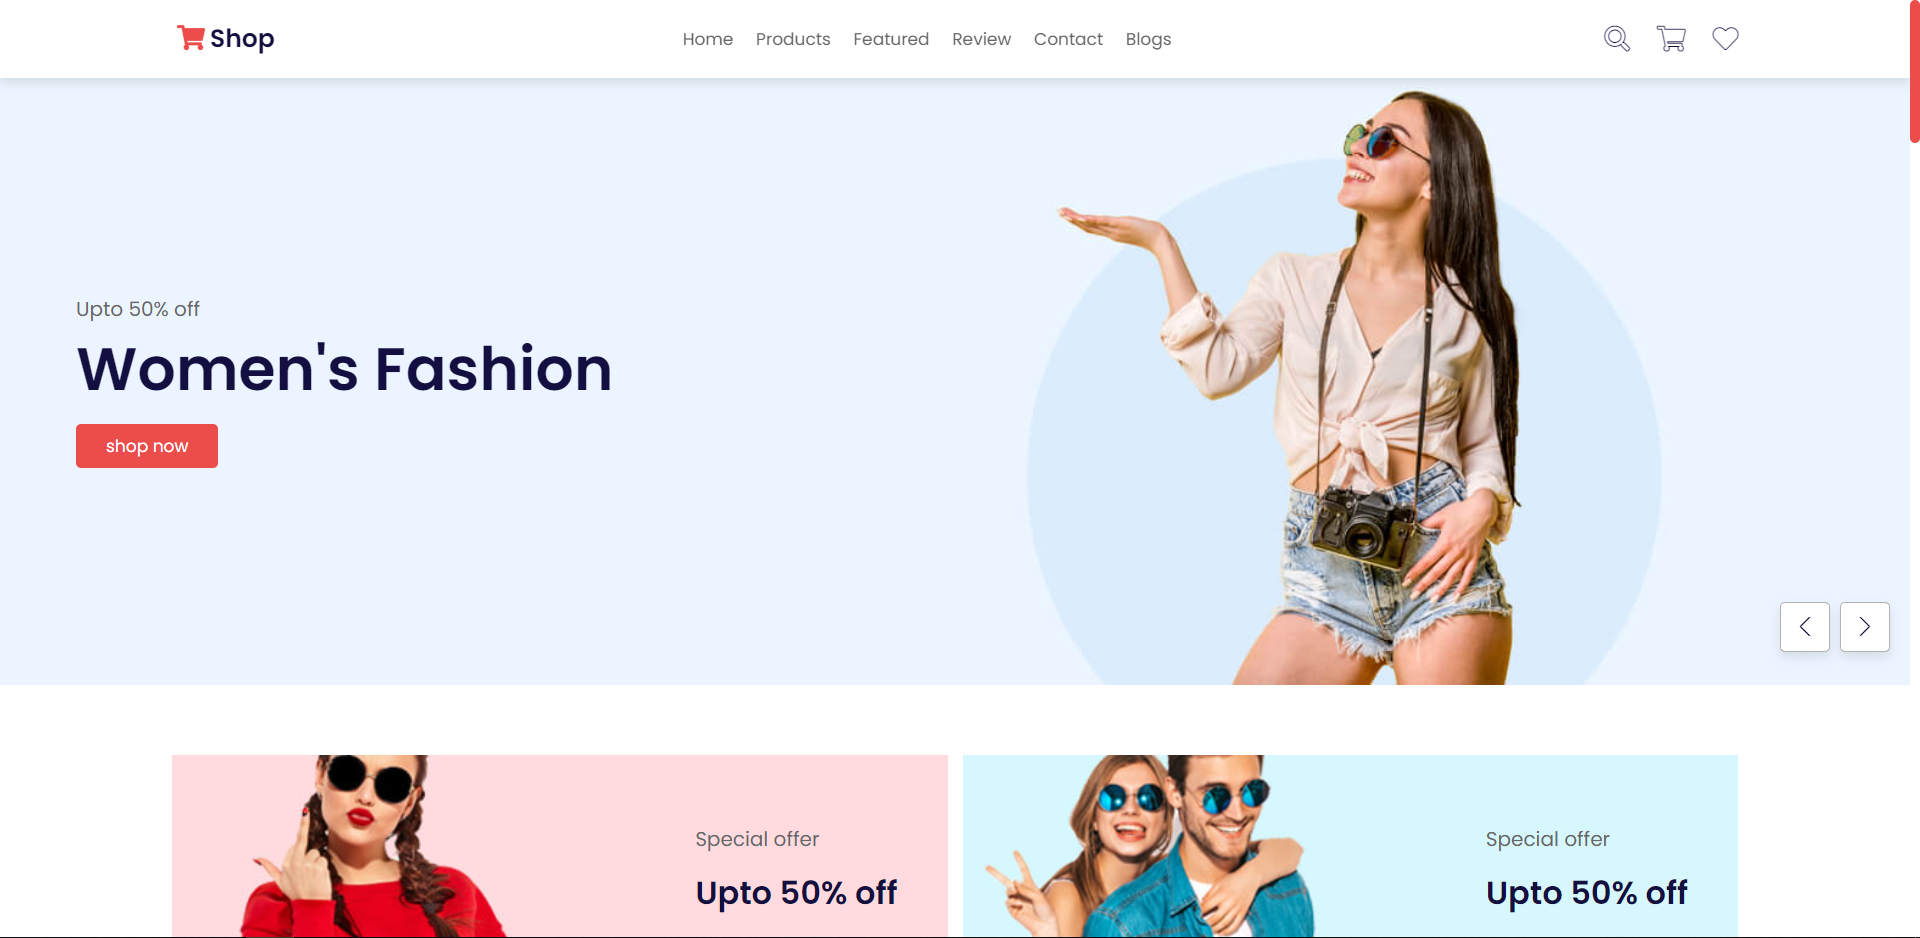 Shop
Home Products Featured Review Contact Blogs
Upto 50% off
Women's Fashion
shop now
Special offer
Upto 50% off
Special offer
Upto 50% off